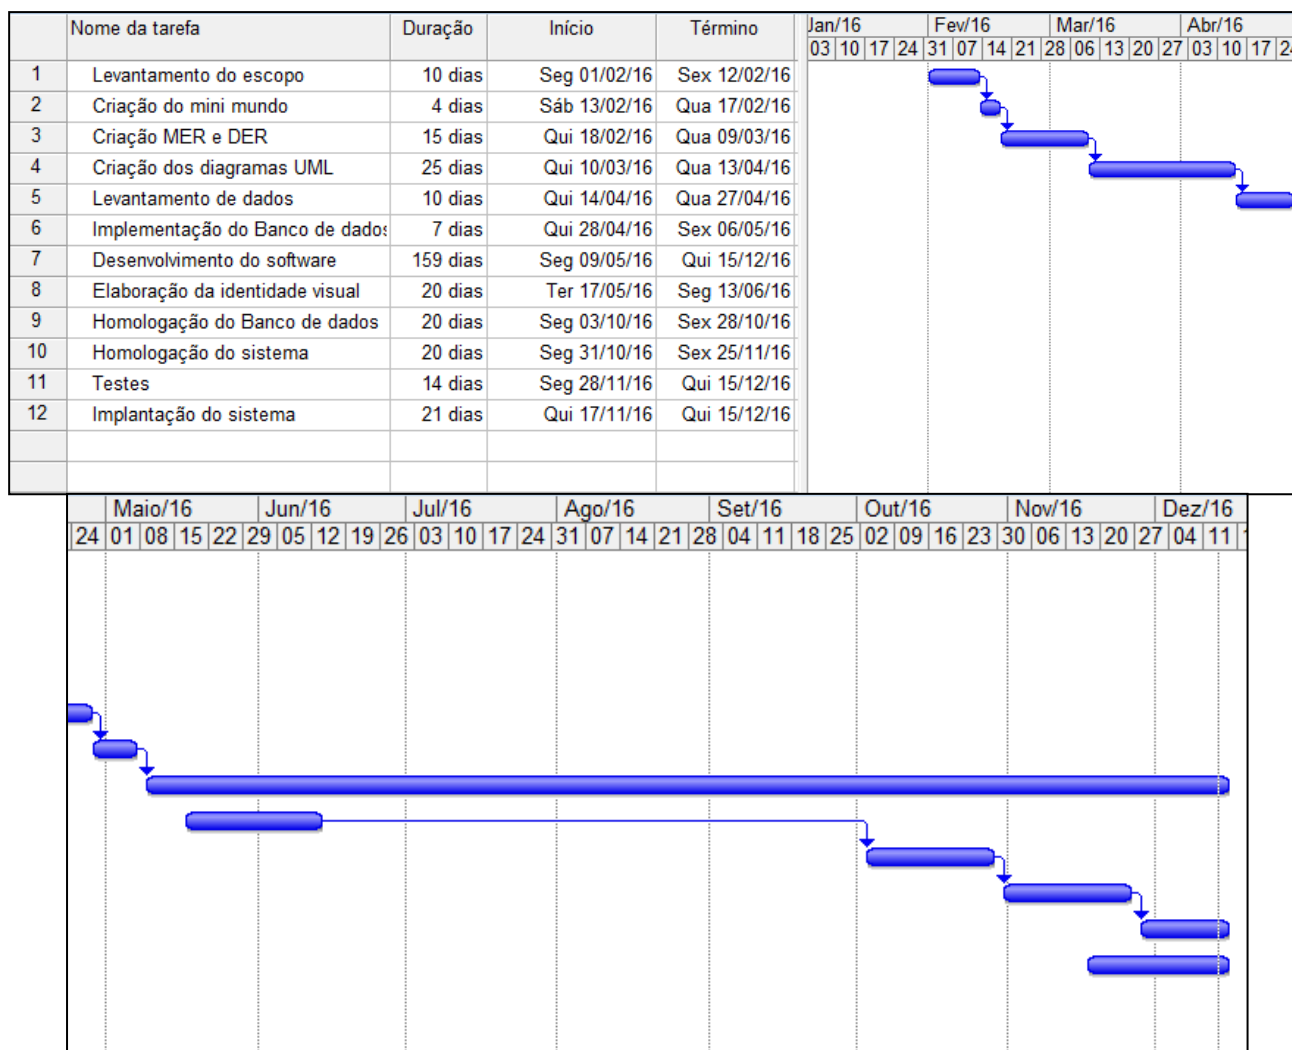 Nome da tarefa Duração Início Término
Jan/16 Fev/16 Mar/16 Abr/16
03 10 17 24 31 07 14 21 28 06 13 20 27 03 10 17 24
1 Levantamento do escopo 10 dias Seg 01/02/16 Sex 12/02/16
2 Criação do mini mundo 4 dias Sáb 13/02/16 Qua 17/02/16
3 Criação MER e DER 15 dias Qui 18/02/16 Qua 09/03/16
4 Criação dos diagramas UML 25 dias Qui 10/03/16 Qua 13/04/16
5 Levantamento de dados 10 dias Qui 14/04/16 Qua 27/04/16
6 Implementação do Banco de dados 7 dias Qui 28/04/16 Sex 06/05/16
7 Desenvolvimento do software 159 dias Seg 09/05/16 Qui 15/12/16
8 Elaboração da identidade visual 20 dias Ter 17/05/16 Seg 13/06/16
9 Homologação do Banco de dados 20 dias Seg 03/10/16 Sex 28/10/16
10 Homologação do sistema 20 dias Seg 31/10/16 Sex 25/11/16
11 Testes 14 dias Seg 28/11/16 Qui 15/12/16
12 Implantação do sistema 21 dias Qui 17/11/16 Qui 15/12/16
Maio/16 Jun/16 Jul/16 Ago/16 Set/16 Out/16 Nov/16 Dez/16
24 01 08 15 22 29 05 12 19 26 03 10 17 24 31 07 14 21 28 04 11 18 25 02 09 16 23 30 06 13 20 27 04 11